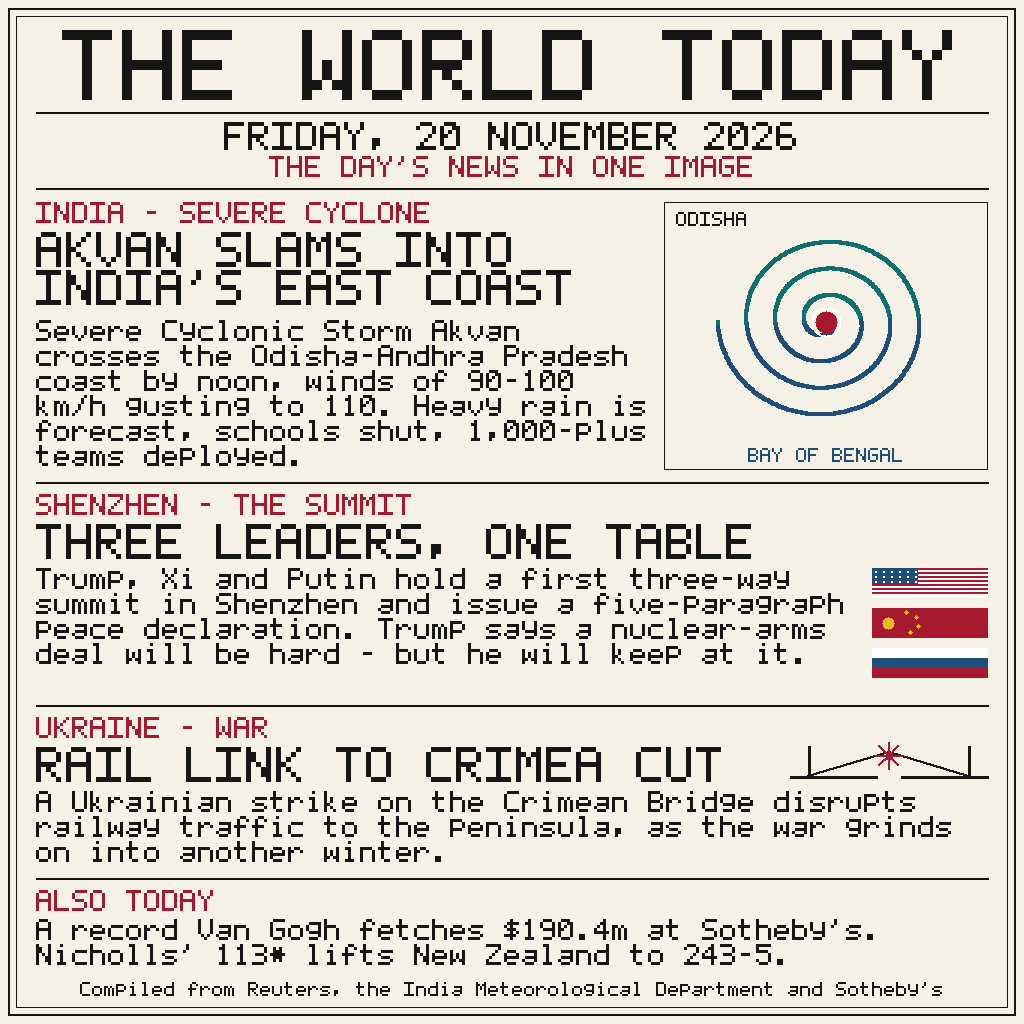 THE WORLD TODAY
FRIDAY, 20 NOVEMBER 2026
THE DAY'S NEWS IN ONE IMAGE
INDIA - SEVERE CYCLONE
AKVAN SLAMS INTO
INDIA'S EAST COAST
Severe Cyclonic Storm Akvan
crosses the Odisha-Andhra Pradesh
coast by noon, winds of 90-100
km/h gusting to 110. Heavy rain is
forecast, schools shut, 1,000-plus
teams deployed.
ODISHA
BAY OF BENGAL
SHENZHEN - THE SUMMIT
THREE LEADERS, ONE TABLE
Trump, Xi and Putin hold a first three-way
summit in Shenzhen and issue a five-paragraph
peace declaration. Trump says a nuclear-arms
deal will be hard - but he will keep at it.
UKRAINE - WAR
RAIL LINK TO CRIMEA CUT
A Ukrainian strike on the Crimean Bridge disrupts
railway traffic to the peninsula, as the war grinds
on into another winter.
ALSO TODAY
A record Van Gogh fetches $190.4m at Sotheby's.
Nicholls' 113* lifts New Zealand to 243-5.
Compiled from Reuters, the India Meteorological Department and Sotheby's